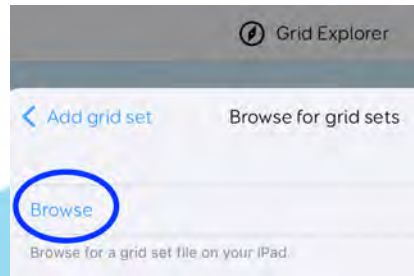 Grid Explorer
Add grid set
Browse for grid sets
Browse
Browse for a grid set file on your iPad.